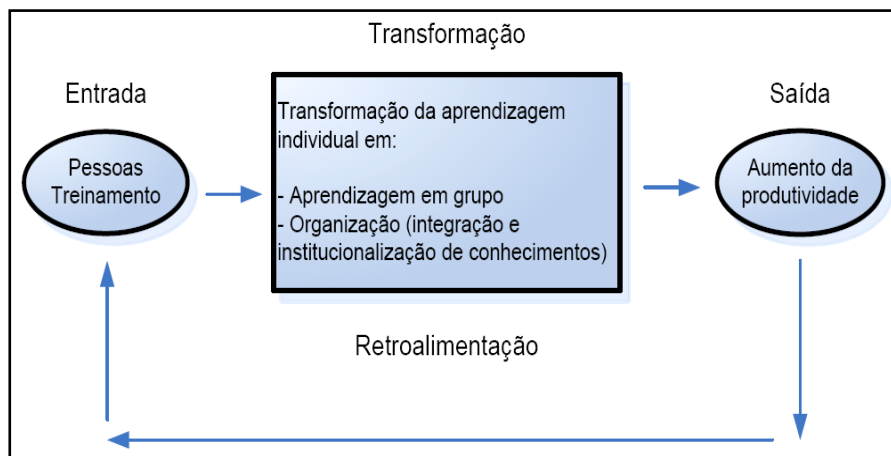 Transformação
Entrada
Saída
Pessoas
Treinamento
Transformação da aprendizagem
individual em:
- Aprendizagem em grupo
- Organização (integração e
institucionalização de conhecimentos)
Aumento da
produtividade
Retroalimentação